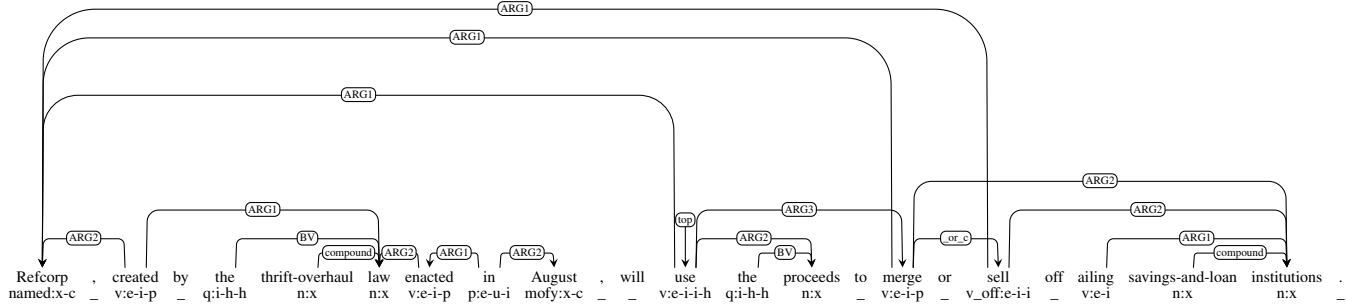 ARG1
ARG1
ARG1
ARG2
ARG1 top ARG3 ARG2
ARG2 BV compound ARG2 ARG1 ARG2 ARG2 BV _or_c ARG1 compound
Refcorp , created by the thrift-overhaul law enacted in August , will use the proceeds to merge or sell off ailing savings-and-loan institutions .
named:x-c _ v:e-i-p _ q:i-h-h n:x n:x v:e-i-p p:e-u-i mofy:x-c _ _ v:e-i-i-h q:i-h-h n:x _ v:e-i-p _ v_off:e-i-i _ v:e-i n:x n:x _